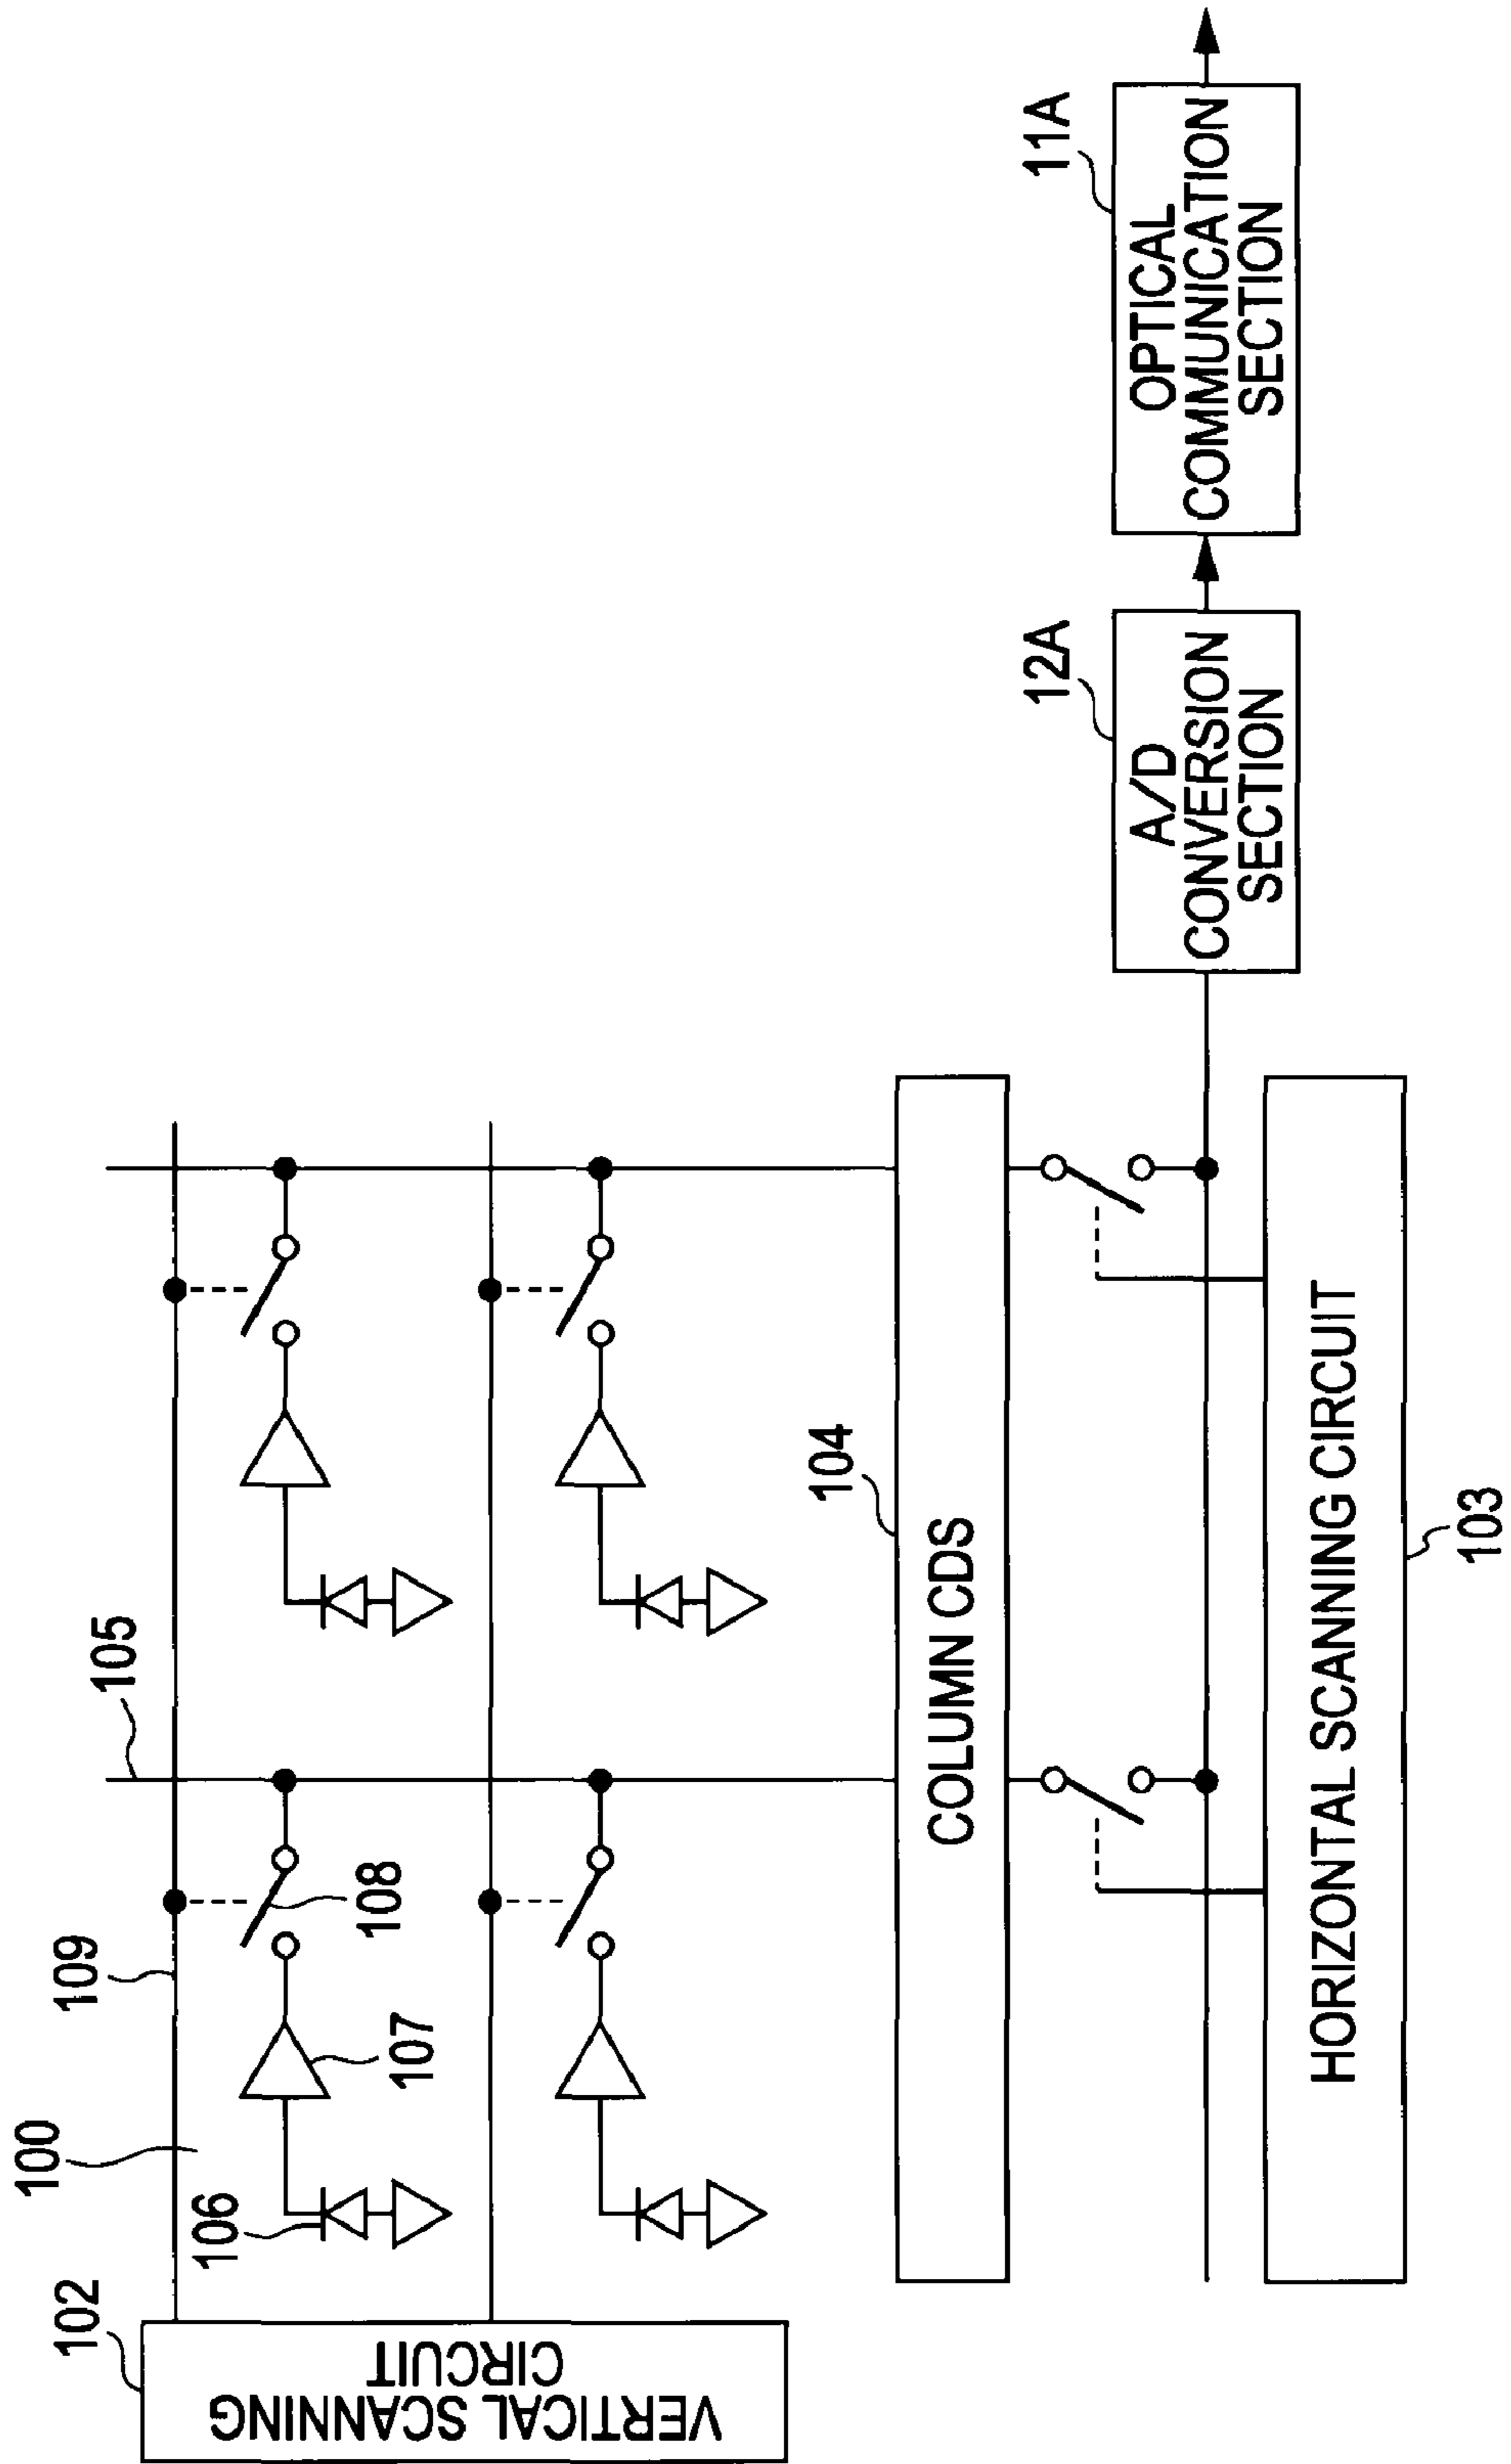 102
VERTICAL SCANNING
CIRCUIT
100
109
105
106
107
108
104
COLUMN CDS
HORIZONTAL SCANNING CIRCUIT
103
12A
A/D
CONVERSION
SECTION
11A
OPTICAL
COMMUNICATION
SECTION